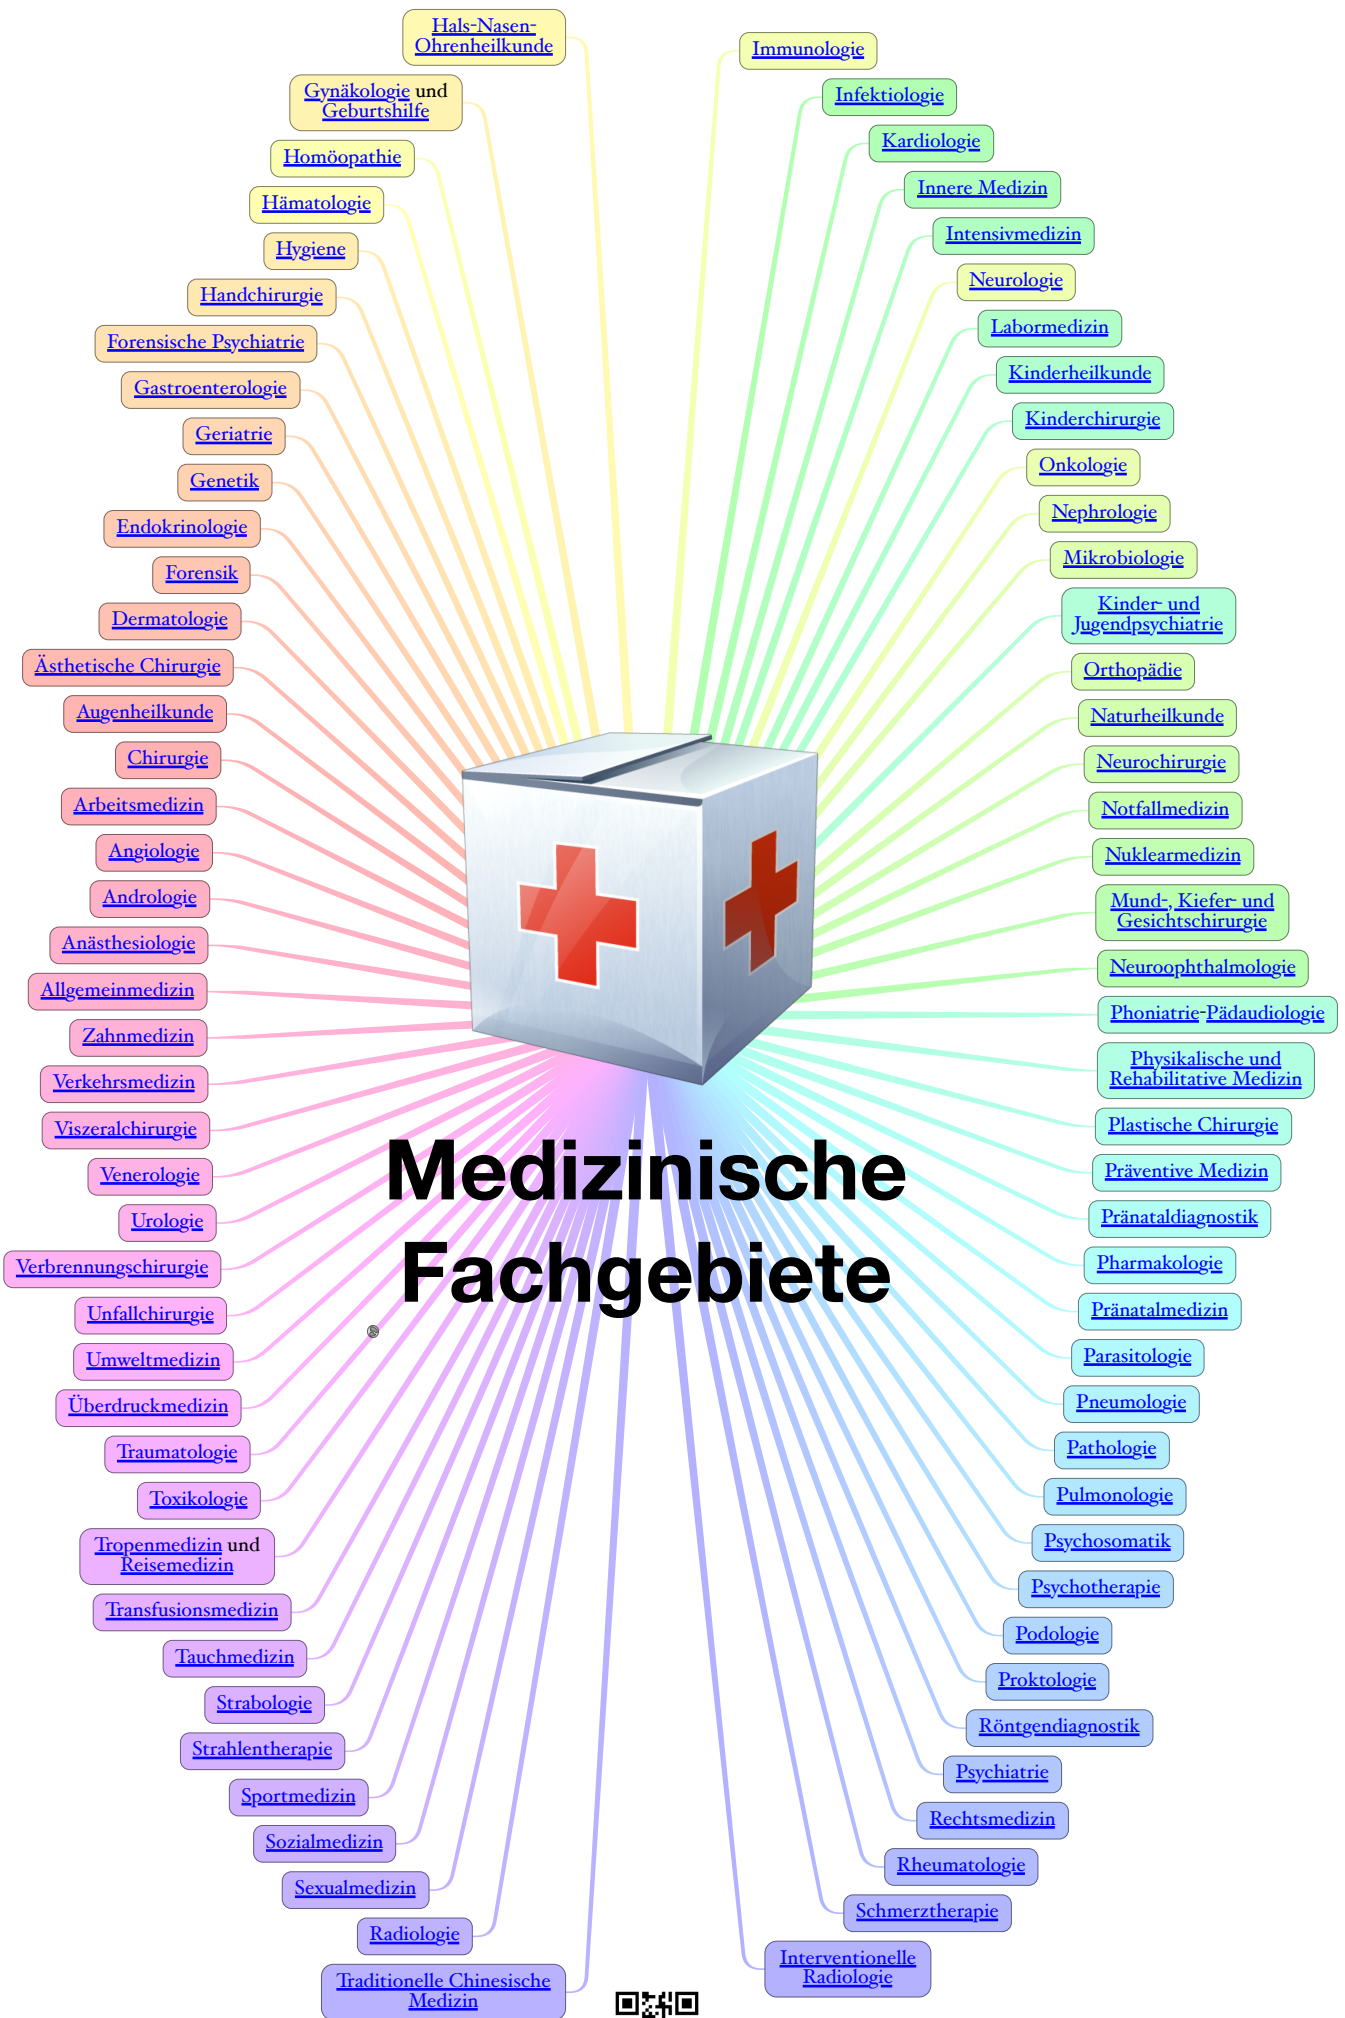 Hals-Nasen-
Ohrenheilkunde
Gynäkologie und
Geburtshilfe
Homöopathie
Hämatologie
Hygiene
Handchirurgie
Forensische Psychiatrie
Gastroenterologie
Geriatrie
Genetik
Endokrinologie
Forensik
Dermatologie
Ästhetische Chirurgie
Augenheilkunde
Chirurgie
Arbeitsmedizin
Angiologie
Andrologie
Anästhesiologie
Allgemeinmedizin
Zahnmedizin
Verkehrsmedizin
Viszeralchirurgie
Venerologie
Urologie
Verbrennungschirurgie
Unfallchirurgie
Umweltmedizin
Überdruckmedizin
Traumatologie
Toxikologie
Tropenmedizin und
Reisemedizin
Transfusionsmedizin
Tauchmedizin
Strabologie
Strahlentherapie
Sportmedizin
Sozialmedizin
Sexualmedizin
Radiologie
Traditionelle Chinesische
Medizin
Medizinische
Fachgebiete
Immunologie
Infektiologie
Kardiologie
Innere Medizin
Intensivmedizin
Neurologie
Labormedizin
Kinderheilkunde
Kinderchirurgie
Onkologie
Nephrologie
Mikrobiologie
Kinder- und
Jugendpsychiatrie
Orthopädie
Naturheilkunde
Neurochirurgie
Notfallmedizin
Nuklearmedizin
Mund-, Kiefer- und
Gesichtschirurgie
Neuroophthalmologie
Phoniatrie-Pädaudiologie
Physikalische und
Rehabilitative Medizin
Plastische Chirurgie
Präventive Medizin
Pränataldiagnostik
Pharmakologie
Pränatalmedizin
Parasitologie
Pneumologie
Pathologie
Pulmonologie
Psychosomatik
Psychotherapie
Podologie
Proktologie
Röntgendiagnostik
Psychiatrie
Rechtsmedizin
Rheumatologie
Schmerztherapie
Interventionelle
Radiologie